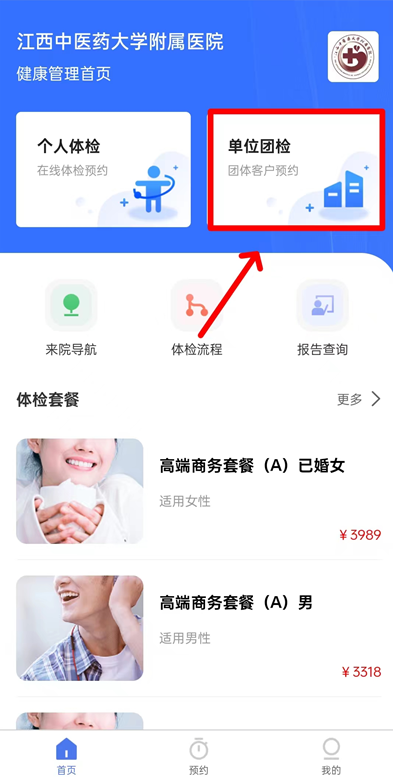 江西中医药大学附属医院
健康管理首页
个人体检
在线体检预约
单位团检
团体客户预约
来院导航
体检流程
报告查询
体检套餐
更多
高端商务套餐（A）已婚女
适用女性
￥3989
高端商务套餐（A）男
适用男性
￥3318
首页
预约
我的